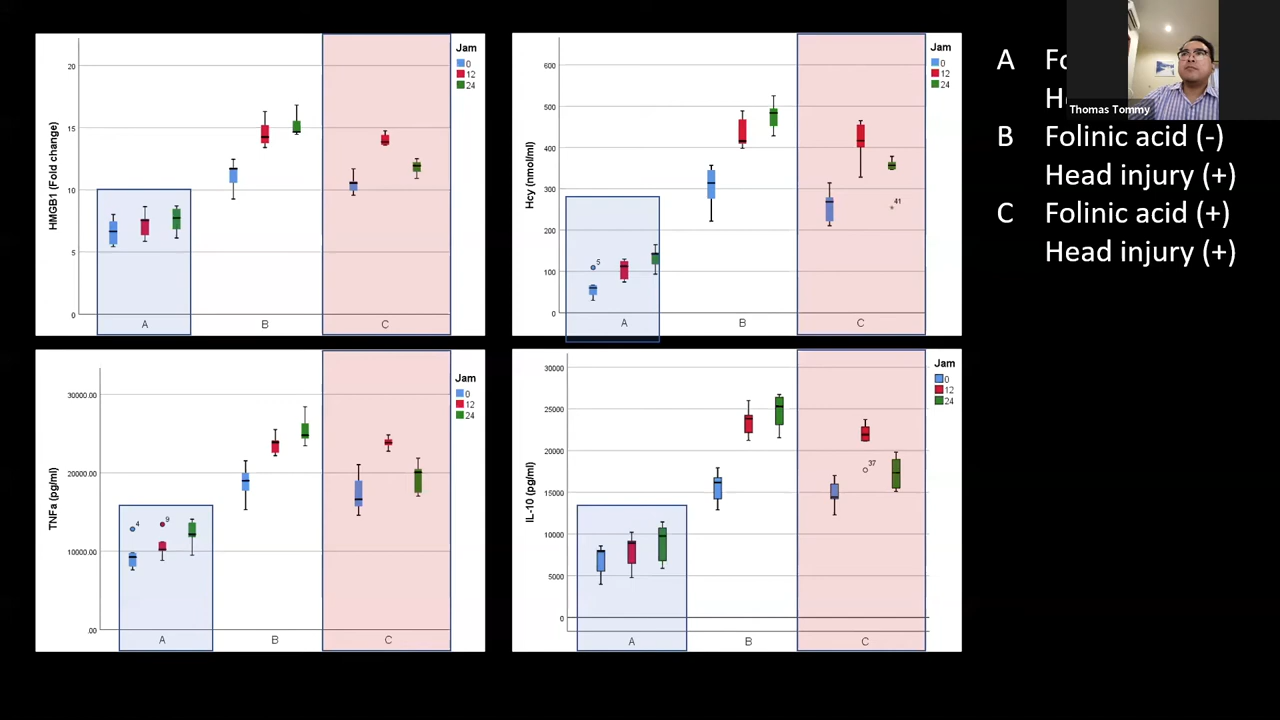 HMGB1 (Fold change)
20
15
10
5
0
A
B
C
Jam
0
12
24
Hcy (nmol/ml)
600
500
400
300
200
100
0
5
41
A
B
C
Jam
0
12
24
TNFa (pg/ml)
30000.00
20000.00
10000.00
.00
4
9
A
B
C
Jam
0
12
24
IL-10 (pg/ml)
30000
25000
20000
15000
10000
5000
0
37
A
B
C
Jam
0
12
24
A
Thomas Tommy
B Folinic acid (-)
Head injury (+)
C Folinic acid (+)
Head injury (+)